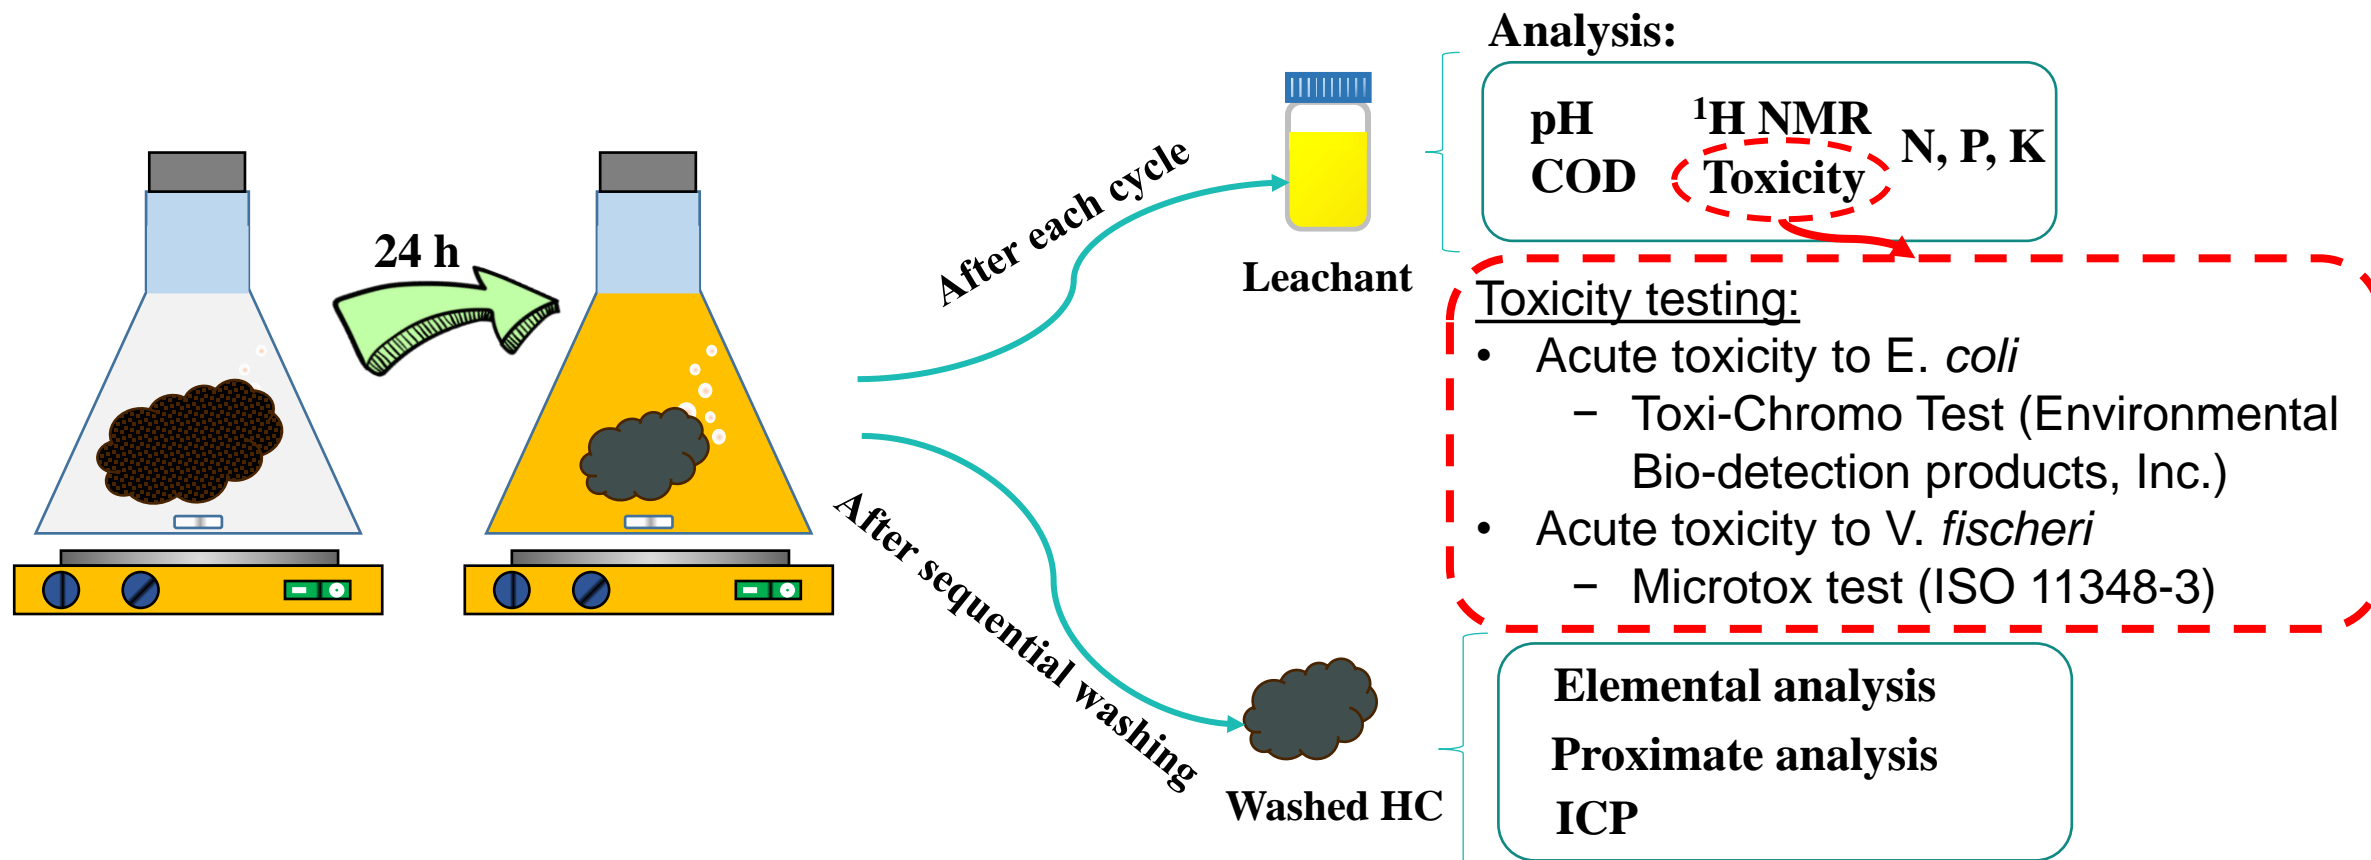 24 h
After each cycle
Leachant
Analysis:
pH
COD
¹H NMR
Toxicity
N, P, K
Toxicity testing:
• Acute toxicity to E. coli
− Toxi-Chromo Test (Environmental
Bio-detection products, Inc.)
• Acute toxicity to V. fischeri
− Microtox test (ISO 11348-3)
After sequential washing
Washed HC
Elemental analysis
Proximate analysis
ICP